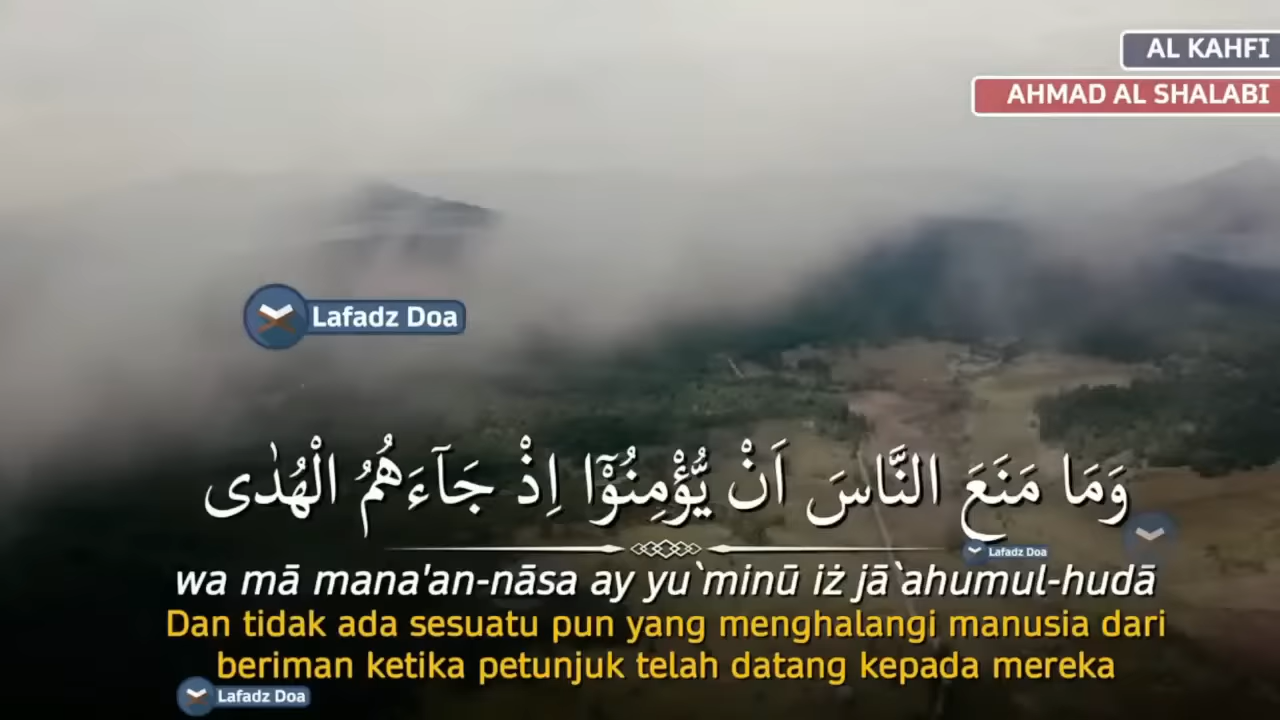 AL KAHFI
AHMAD AL SHALABI
Lafadz Doa
وَمَا مَنَعَ النَّاسَ اَنْ يُّؤْمِنُوْٓا اِذْ جَاۤءَهُمُ الْهُدٰى
Lafadz Doa
wa mā mana'an-nāsa ay yu`minū iż jā`ahumul-hudā
Dan tidak ada sesuatu pun yang menghalangi manusia dari
beriman ketika petunjuk telah datang kepada mereka
Lafadz Doa